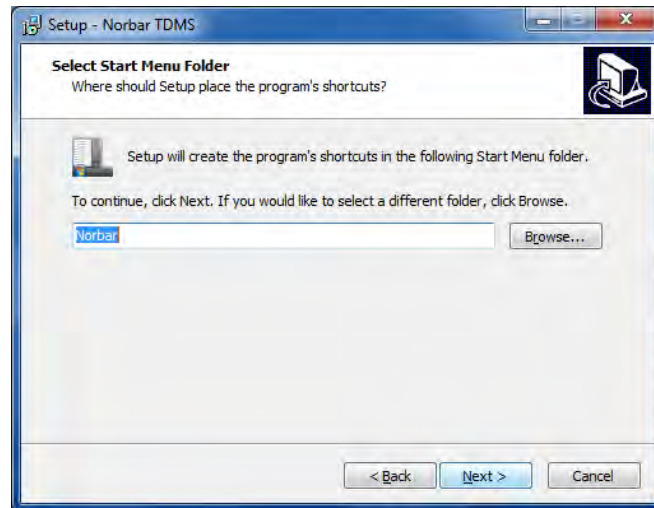 Setup - Norbar TDMS
Select Start Menu Folder
Where should Setup place the program's shortcuts?
Setup will create the program's shortcuts in the following Start Menu folder.
To continue, click Next. If you would like to select a different folder, click Browse.
Norbar
Browse...
< Back
Next >
Cancel